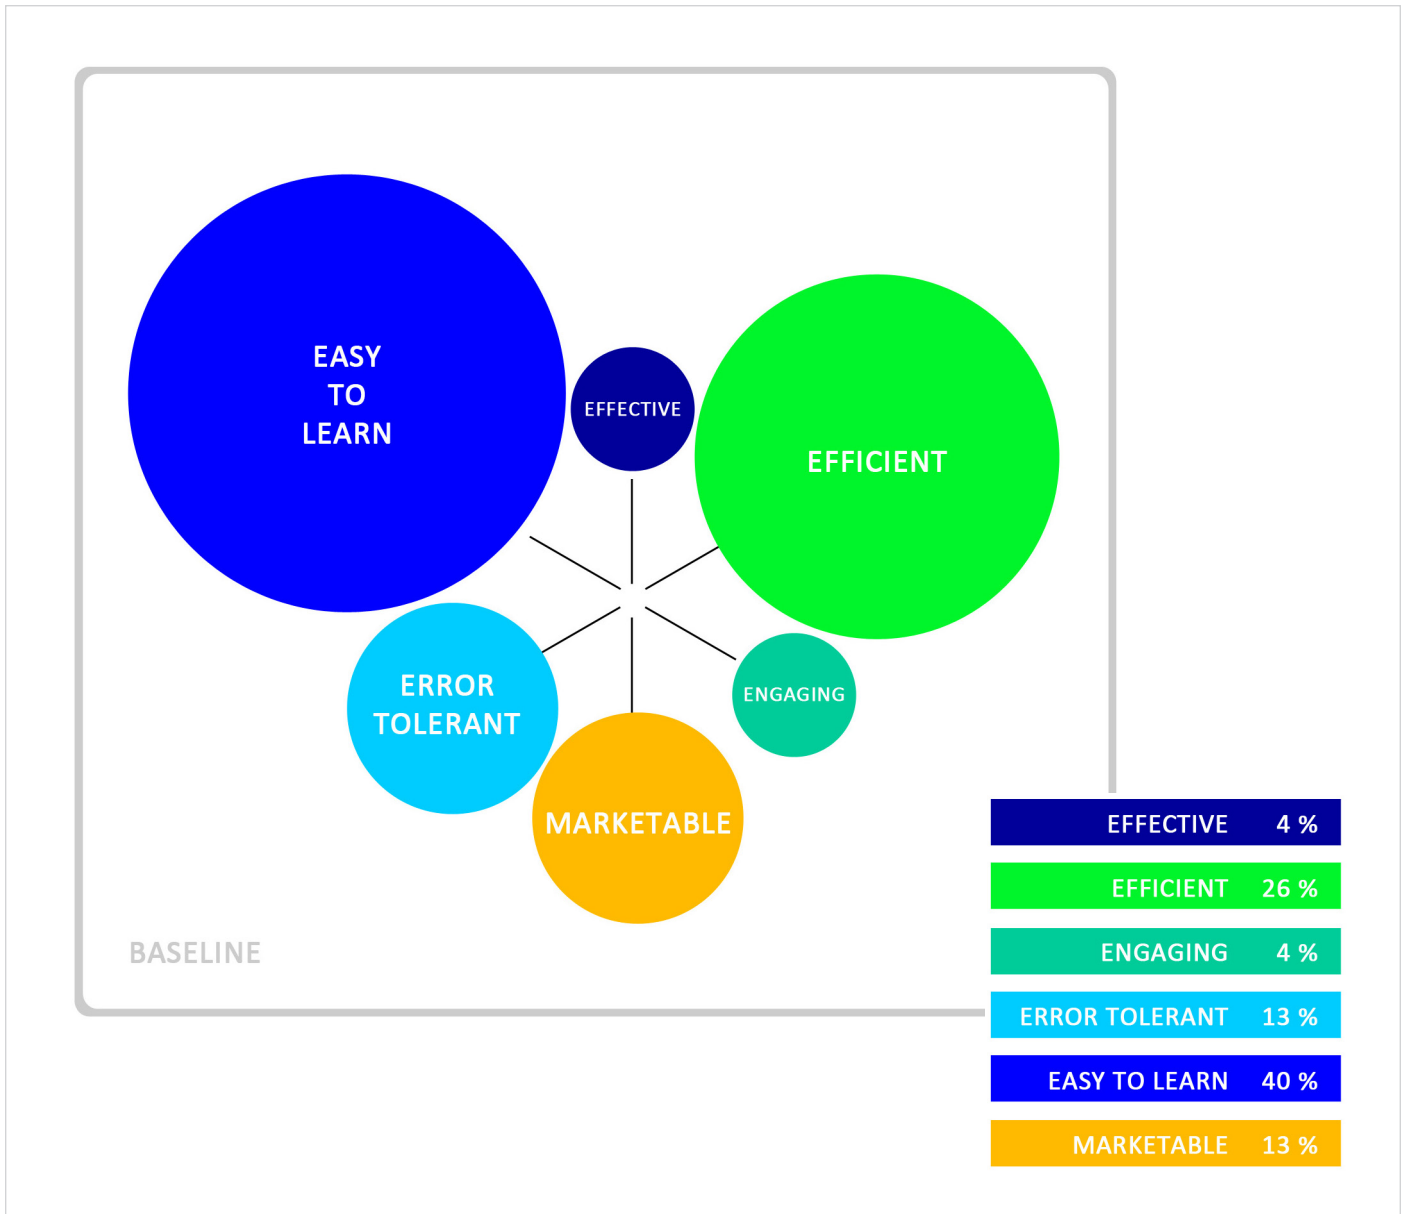 EASY
TO
LEARN
EFFECTIVE
EFFICIENT
ERROR
TOLERANT
ENGAGING
MARKETABLE
BASELINE
EFFECTIVE 4 %
EFFICIENT 26 %
ENGAGING 4 %
ERROR TOLERANT 13 %
EASY TO LEARN 40 %
MARKETABLE 13 %